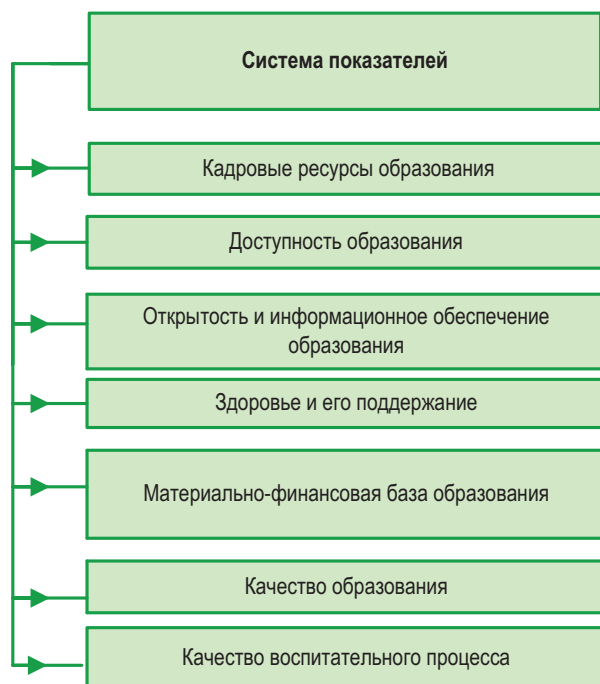 Система показателей
Кадровые ресурсы образования
Доступность образования
Открытость и информационное обеспечение
образования
Здоровье и его поддержание
Материально-финансовая база образования
Качество образования
Качество воспитательного процесса